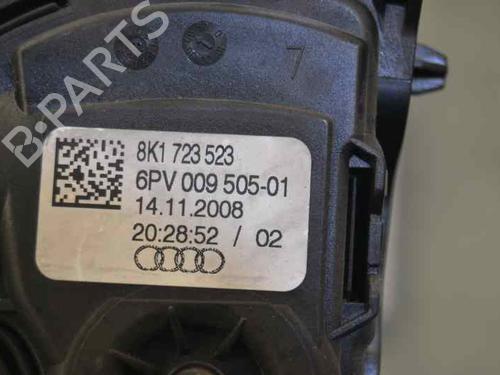 7
B-PARTS
8K1 723 523
6PV 009 505-01
14.11.2008
20:28:52 / 02